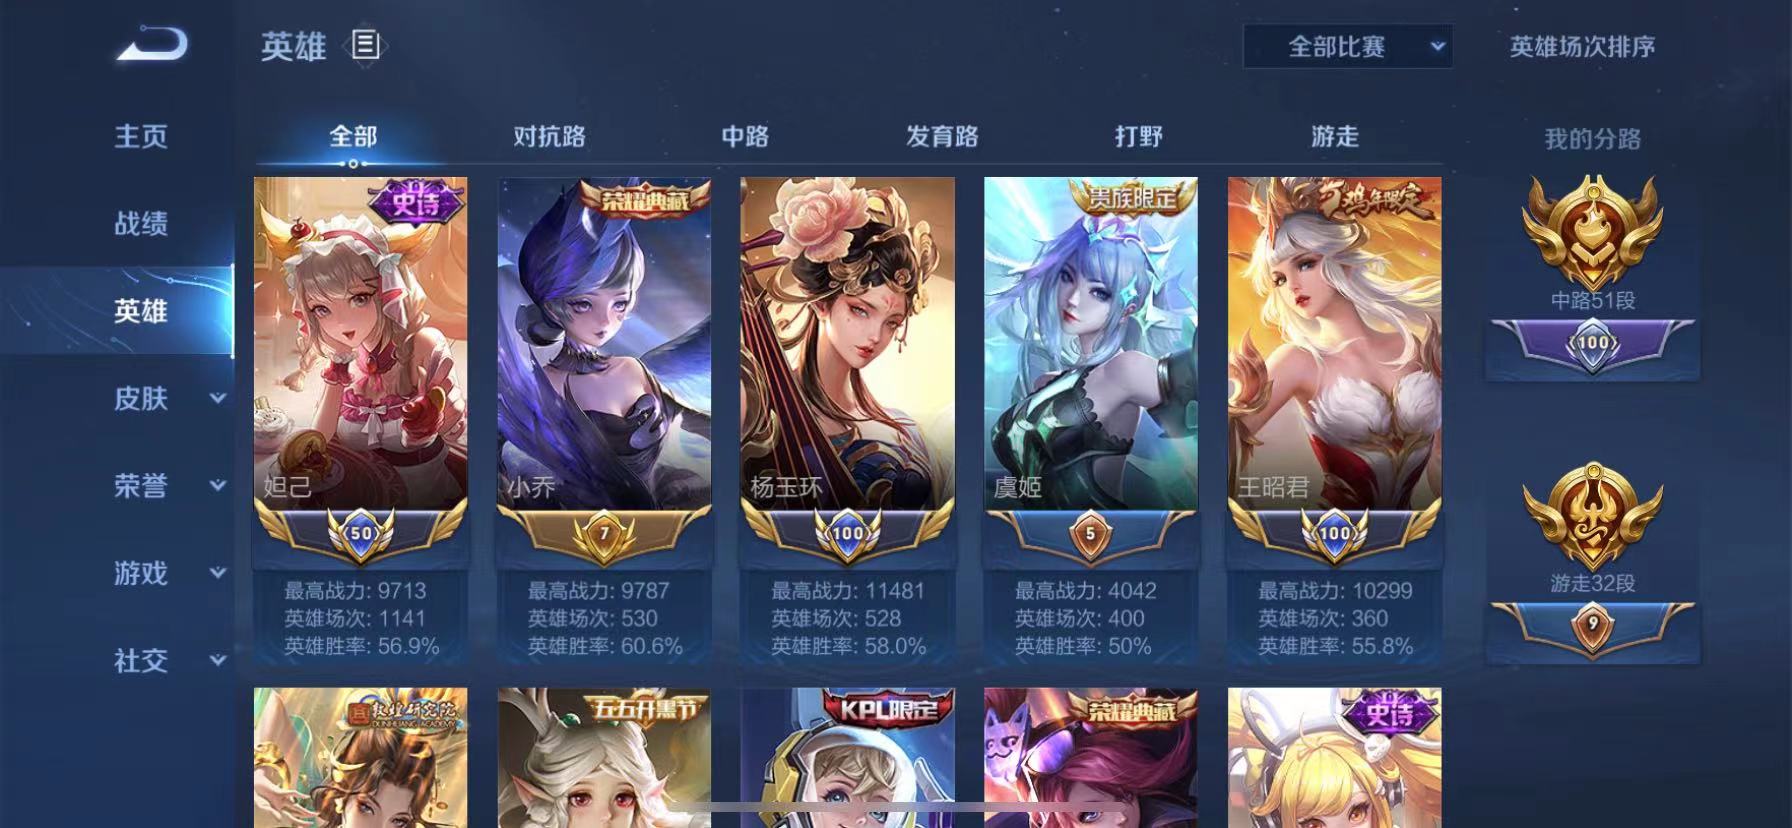 英雄
全部比赛
英雄场次排序
主页
战绩
英雄
皮肤
荣誉
游戏
社交
全部
对抗路
中路
发育路
打野
游走
我的分路
史诗
妲己
50
最高战力: 9713
英雄场次: 1141
英雄胜率: 56.9%
荣耀典藏
小乔
7
最高战力: 9787
英雄场次: 530
英雄胜率: 60.6%
杨玉环
100
最高战力: 11481
英雄场次: 528
英雄胜率: 58.0%
贵族限定
虞姬
5
最高战力: 4042
英雄场次: 400
英雄胜率: 50%
鸡年限定
王昭君
100
最高战力: 10299
英雄场次: 360
英雄胜率: 55.8%
中路51段
100
游走32段
9
敦煌研究院
DUNHUANG ACADEMY
五五开黑节
KPL限定
荣耀典藏
史诗